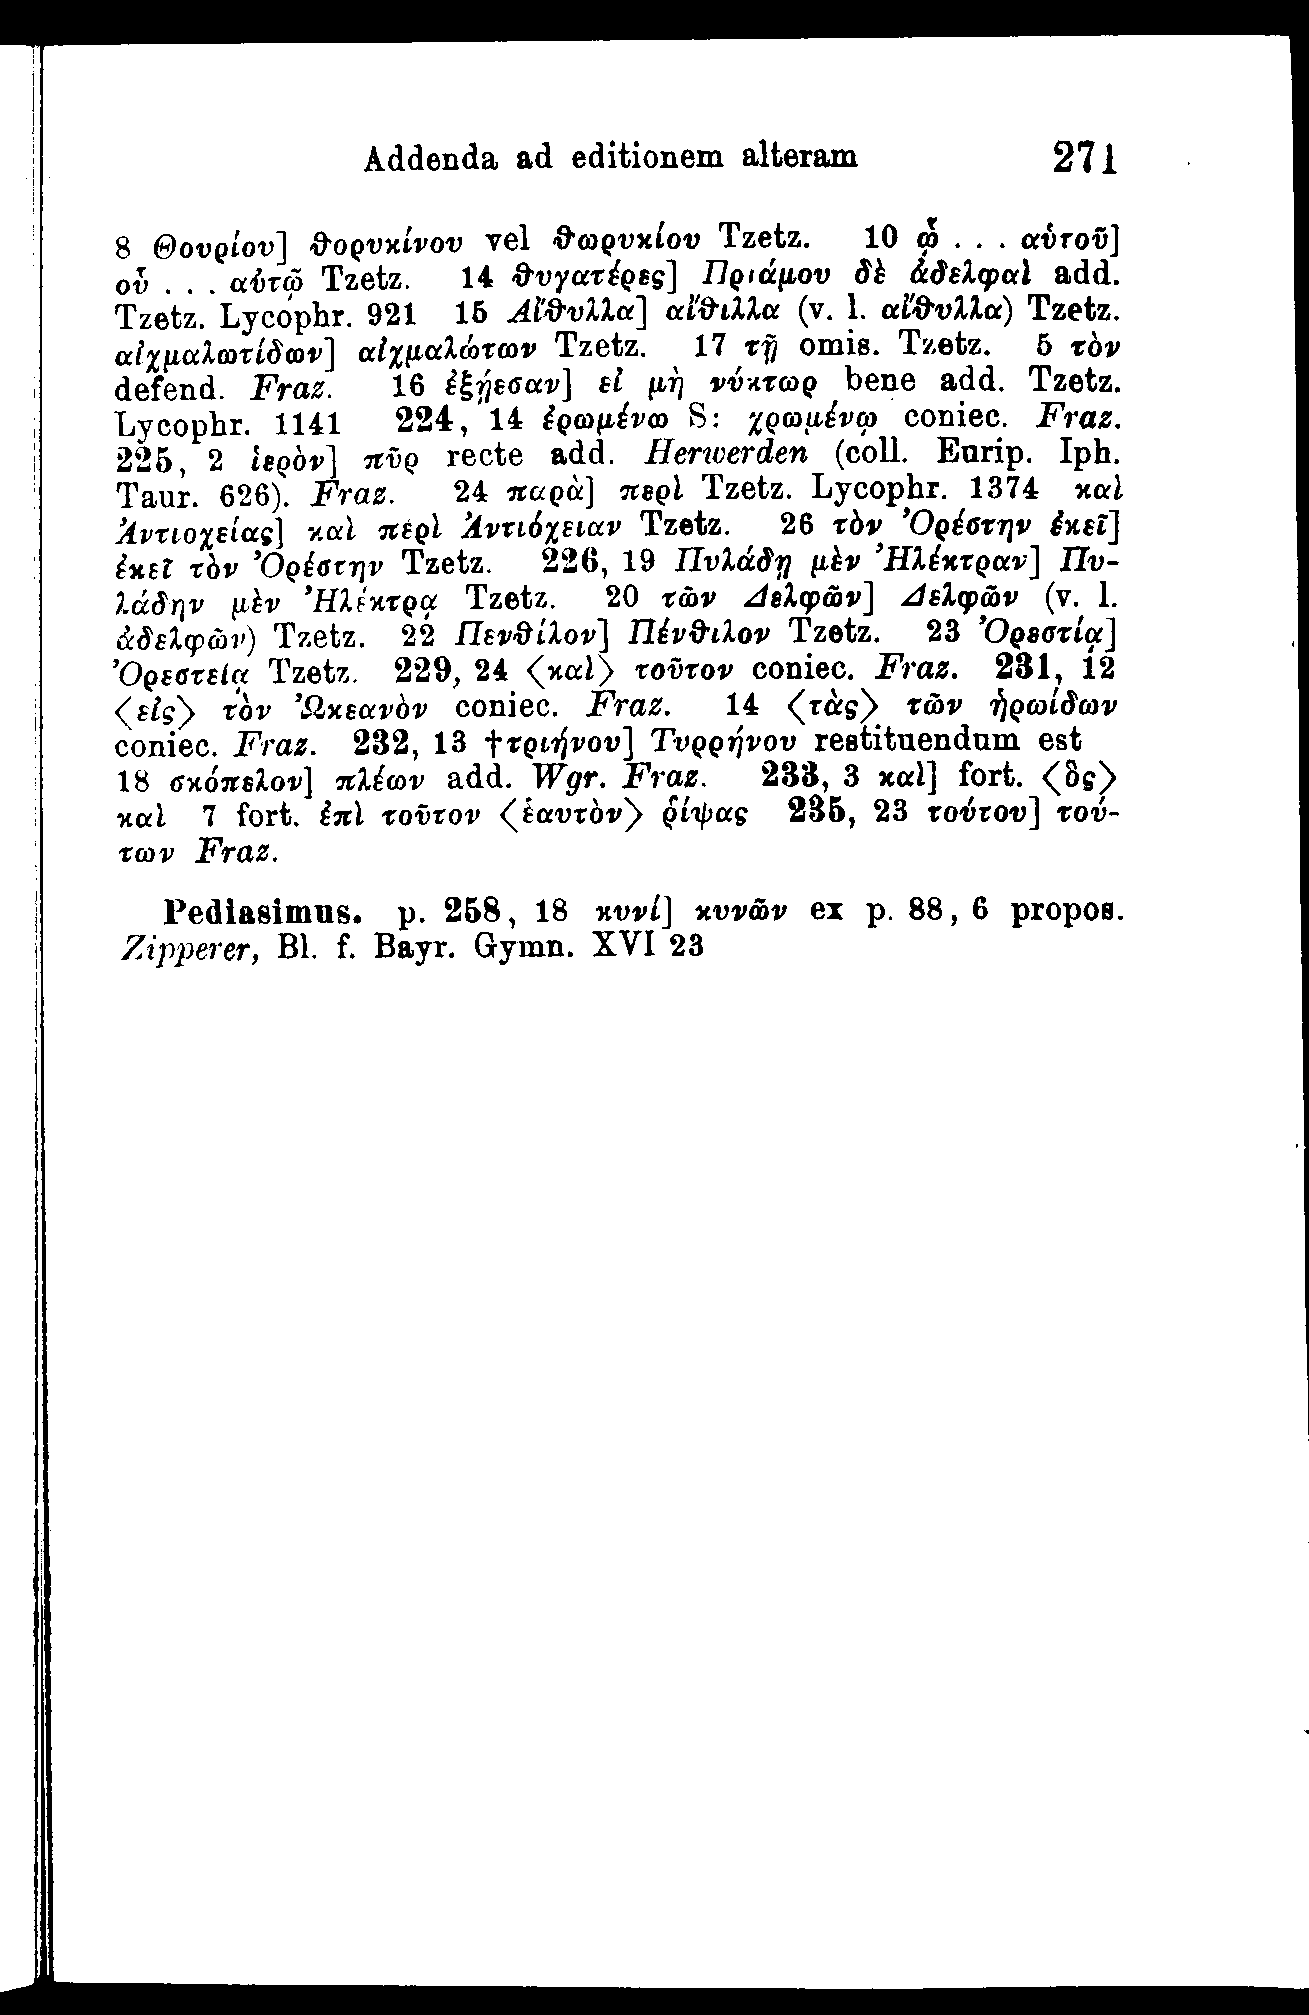 Addenda ad editionem alteram 271
8 Θουρίου] θορυκίνου vel θωρυκίου Tzetz. 10 ᾧ . . . αὐτοῦ]
οὗ . . . αὐτῷ Tzetz. 14 θυγατέρες] Πριάμου δὲ ἀδελφαὶ add.
Tzetz. Lycophr. 921 15 Αἴθυλλα] αἴθιλλα (v. l. αἴθυλλα) Tzetz.
αἰχμαλωτίδων] αἰχμαλώτων Tzetz. 17 τῇ omis. Tzetz. 5 τὸν
defend. Fraz. 16 ἐξῄεσαν] εἰ μὴ νύκτωρ bene add. Tzetz.
Lycophr. 1141 224, 14 ἐρωμένω S: χρωμένῳ coniec. Fraz.
225, 2 ἱερὸν] πῦρ recte add. Herwerden (coll. Eurip. Iph.
Taur. 626). Fraz. 24 παρὰ] περὶ Tzetz. Lycophr. 1374 καὶ
Ἀντιοχείας] καὶ περὶ Ἀντιόχειαν Tzetz. 26 τὸν Ὀρέστην ἐκεῖ]
ἐκεῖ τὸν Ὀρέστην Tzetz. 226, 19 Πυλάδῃ μὲν Ἠλέκτραν] Πυ-
λάδην μὲν Ἠλέκτρᾳ Tzetz. 20 τῶν Δελφῶν] Δελφῶν (v. l.
ἀδελφῶν) Tzetz. 22 Πενθίλον] Πένθιλον Tzetz. 23 Ὀρεστίᾳ]
Ὀρεστείᾳ Tzetz. 229, 24 〈καὶ〉 τοῦτον coniec. Fraz. 231, 12
〈εἰς〉 τὸν Ὠκεανὸν coniec. Fraz. 14 〈τὰς〉 τῶν ἡρωίδων
coniec. Fraz. 232, 13 †τριήνου] Τυρρήνου restituendum est
18 σκόπελον] πλέων add. Wgr. Fraz. 233, 3 καὶ] fort. 〈ὃς〉
καὶ 7 fort. ἐπὶ τοῦτον 〈ἑαυτὸν〉 ῥίψας 235, 23 τούτου] τού-
των Fraz.
Pediasimus. p. 258, 18 κυνί] κυνῶν ex p. 88, 6 propos.
Zipperer, Bl. f. Bayr. Gymn. XVI 23